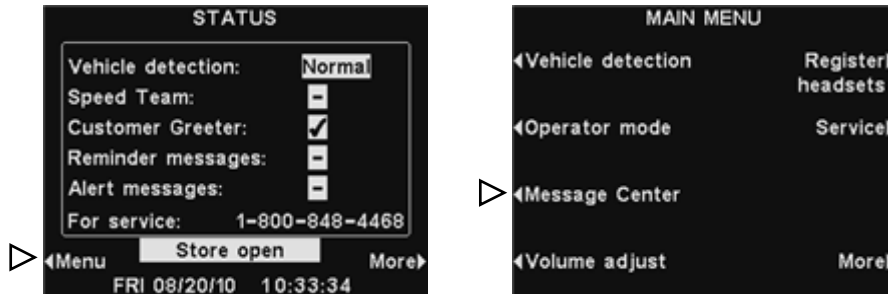 STATUS
Vehicle detection: Normal
Speed Team: -
Customer Greeter: ✓
Reminder messages: -
Alert messages: -
For service: 1-800-848-4468
Store open
Menu More
FRI 08/20/10 10:33:34
MAIN MENU
Vehicle detection Register
headsets
Operator mode Service
Message Center
Volume adjust More